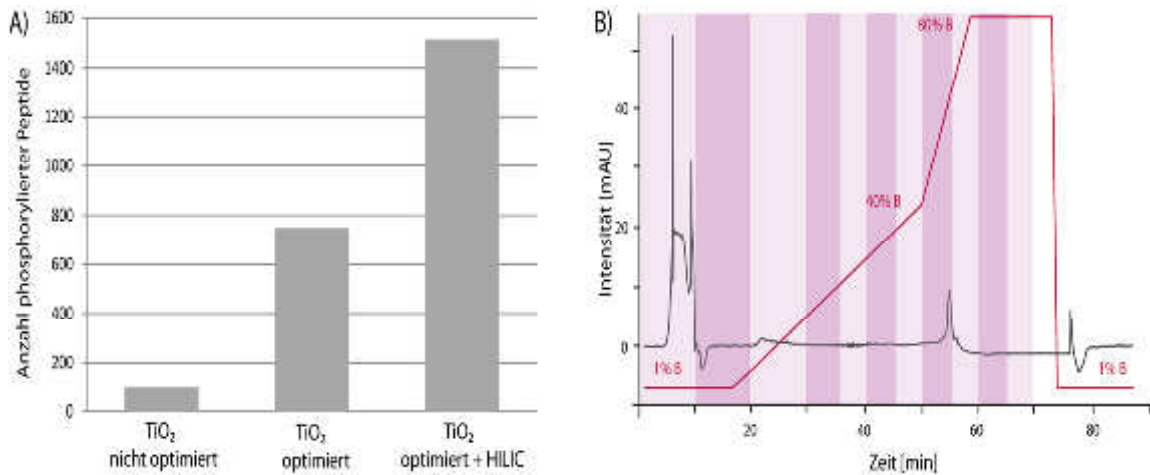 A)
Anzahl phosphorylierter Peptide
1600
1400
1200
1000
800
600
400
200
0
TiO2
nicht optimiert
TiO2
optimiert
TiO2
optimiert + HILIC
B)
Intensität [mAU]
40
20
0
80% B
40% B
1% B
1% B
20
40
60
80
Zeit [min]